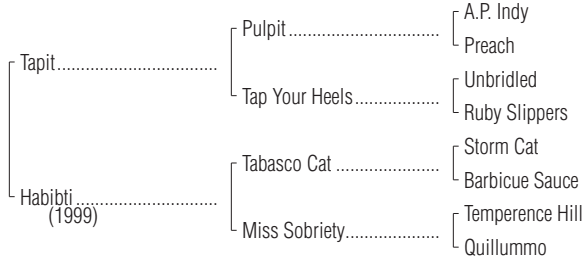 A.P. Indy
Pulpit........................................
Preach
Tapit...........................................
Unbridled
Tap Your Heels......................
Ruby Slippers
Storm Cat
Tabasco Cat ...........................
Barbicue Sauce
Habibti......................................
(1999)
Temperence Hill
Miss Sobriety.........................
Quillummo